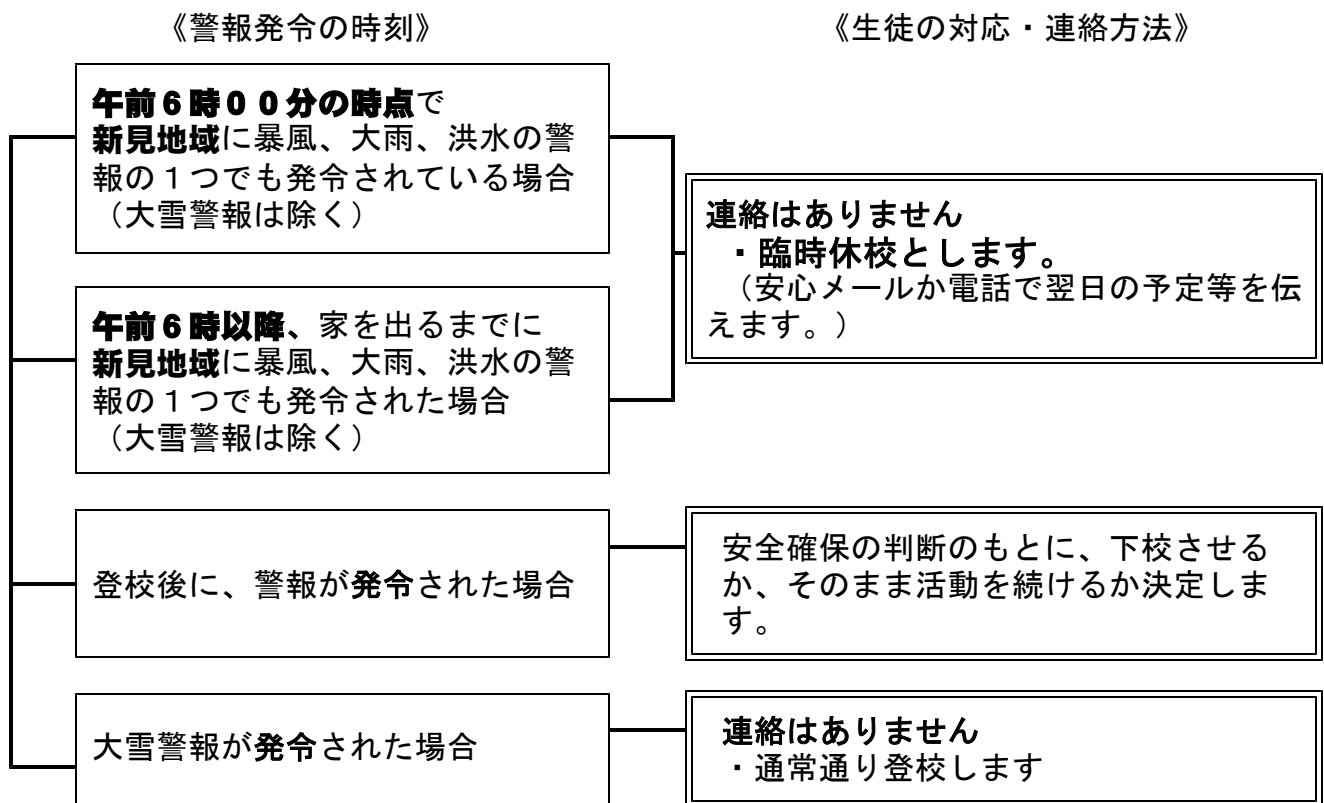 《警報発令の時刻》
《生徒の対応・連絡方法》
午前６時００分の時点で
新見地域に暴風、大雨、洪水の警
報の１つでも発令されている場合
（大雪警報は除く）
連絡はありません
・臨時休校とします。
（安心メールか電話で翌日の予定等を伝
えます。）
午前６時以降、家を出るまでに
新見地域に暴風、大雨、洪水の警
報の１つでも発令された場合
（大雪警報は除く）
登校後に、警報が発令された場合
安全確保の判断のもとに、下校させる
か、そのまま活動を続けるか決定しま
す。
大雪警報が発令された場合
連絡はありません
・通常通り登校します